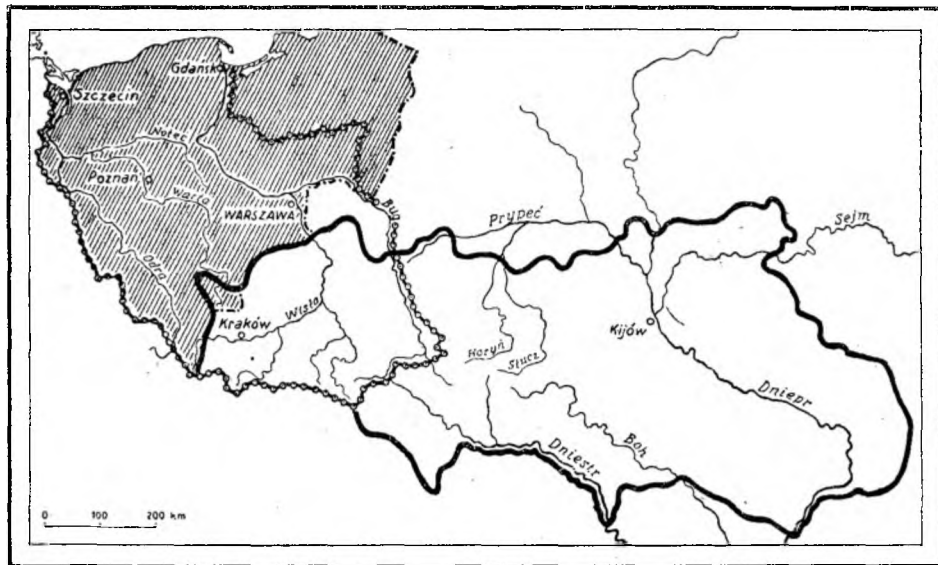 Gdańsk
Szczecin
Noteć
Poznań
Warta
WARSZAWA
Bug
Prypeć
Sejm
Odra
Kraków
Wisła
Horyń
Słucz
Kijów
Dniepr
Boh
Dniestr
0 100 200 km